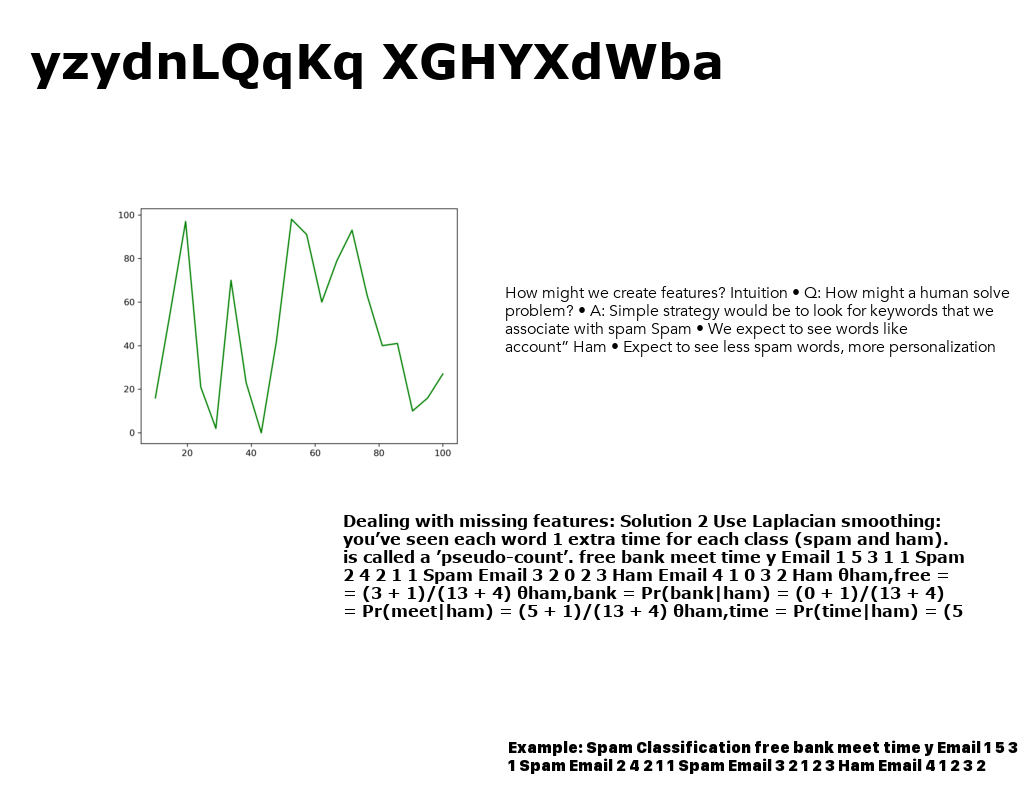 yzydnLQqKq XGHYXdWba
100
80
60
40
20
0
20 40 60 80 100
How might we create features? Intuition • Q: How might a human solve
problem? • A: Simple strategy would be to look for keywords that we
associate with spam Spam • We expect to see words like
account” Ham • Expect to see less spam words, more personalization
Dealing with missing features: Solution 2 Use Laplacian smoothing:
you’ve seen each word 1 extra time for each class (spam and ham).
is called a ’pseudo-count’. free bank meet time y Email 1 5 3 1 1 Spam
2 4 2 1 1 Spam Email 3 2 0 2 3 Ham Email 4 1 0 3 2 Ham θham,free =
= (3 + 1)/(13 + 4) θham,bank = Pr(bank|ham) = (0 + 1)/(13 + 4)
= Pr(meet|ham) = (5 + 1)/(13 + 4) θham,time = Pr(time|ham) = (5
Example: Spam Classification free bank meet time y Email 1 5 3
1 Spam Email 2 4 2 1 1 Spam Email 3 2 1 2 3 Ham Email 4 1 2 3 2